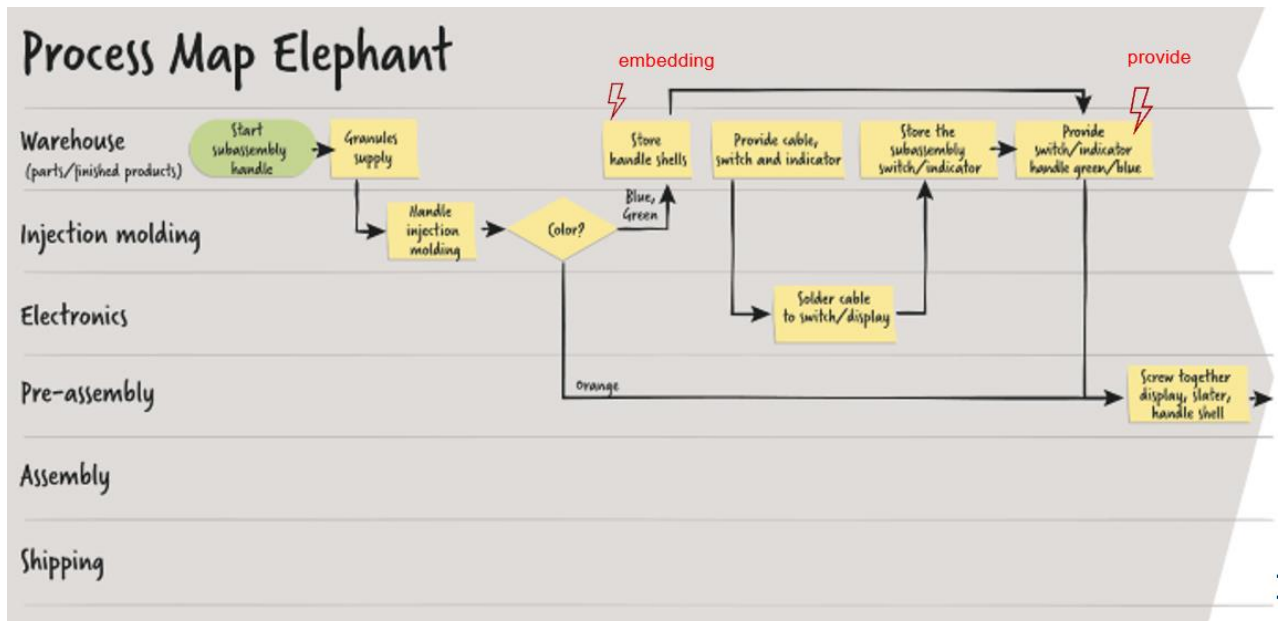 Process Map Elephant
embedding
provide
Warehouse
(parts/finished products)
Start
subassembly
handle
Granules
supply
Store
handle shells
Provide cable,
switch and indicator
Store the
subassembly
switch/indicator
Provide
switch/indicator
handle green/blue
Injection molding
Handle
injection
molding
Color?
Blue,
Green
Electronics
Solder cable
to switch/display
Pre-assembly
Orange
Screw together
display, slater,
handle shell
Assembly
Shipping